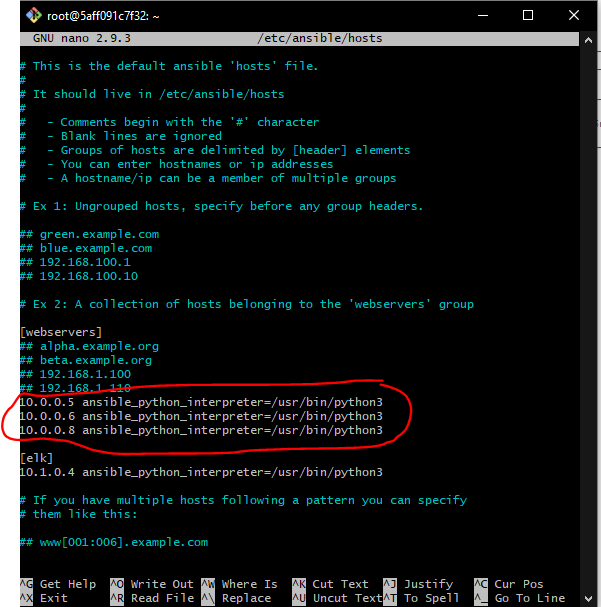 root@5aff091c7f32: ~
GNU nano 2.9.3 /etc/ansible/hosts
# This is the default ansible 'hosts' file.
#
# It should live in /etc/ansible/hosts
#
#   - Comments begin with the '#' character
#   - Blank lines are ignored
#   - Groups of hosts are delimited by [header] elements
#   - You can enter hostnames or ip addresses
#   - A hostname/ip can be a member of multiple groups
# Ex 1: Ungrouped hosts, specify before any group headers.
## green.example.com
## blue.example.com
## 192.168.100.1
## 192.168.100.10
# Ex 2: A collection of hosts belonging to the 'webservers' group
[webservers]
## alpha.example.org
## beta.example.org
## 192.168.1.100
## 192.168.1.110
10.0.0.5 ansible_python_interpreter=/usr/bin/python3
10.0.0.6 ansible_python_interpreter=/usr/bin/python3
10.0.0.8 ansible_python_interpreter=/usr/bin/python3
[elk]
10.1.0.4 ansible_python_interpreter=/usr/bin/python3
# If you have multiple hosts following a pattern you can specify
# them like this:
## www[001:006].example.com
^G Get Help ^O Write Out ^W Where Is ^K Cut Text ^J Justify ^C Cur Pos
^X Exit ^R Read File ^\ Replace ^U Uncut Text ^T To Spell ^_ Go To Line